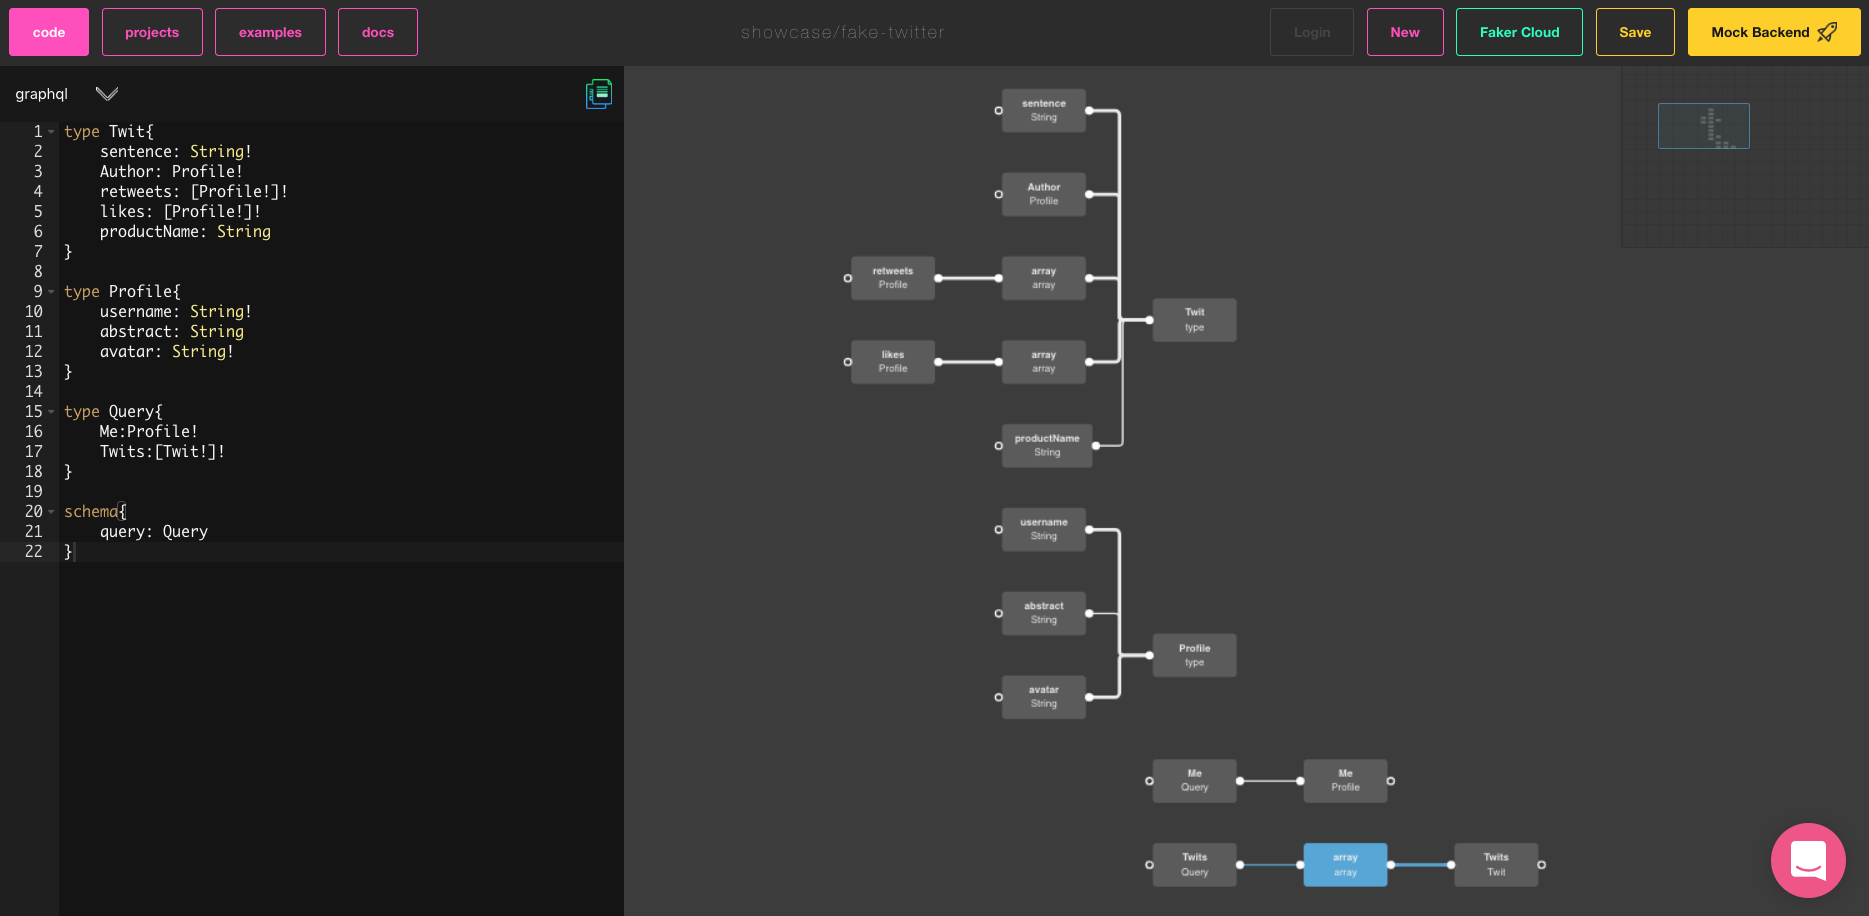 code projects examples docs showcase/fake-twitter Login New Faker Cloud Save Mock Backend
graphql
1 type Twit{
2 sentence: String!
3 Author: Profile!
4 retweets: [Profile!]!
5 likes: [Profile!]!
6 productName: String
7 }
8
9 type Profile{
10 username: String!
11 abstract: String
12 avatar: String!
13 }
14
15 type Query{
16 Me:Profile!
17 Twits:[Twit!]!
18 }
19
20 schema{
21 query: Query
22 }
sentence
String
Author
Profile
retweets
Profile
array
array
Twit
type
likes
Profile
array
array
productName
String
username
String
abstract
String
Profile
type
avatar
String
Me
Query
Me
Profile
Twits
Query
array
array
Twits
Twit